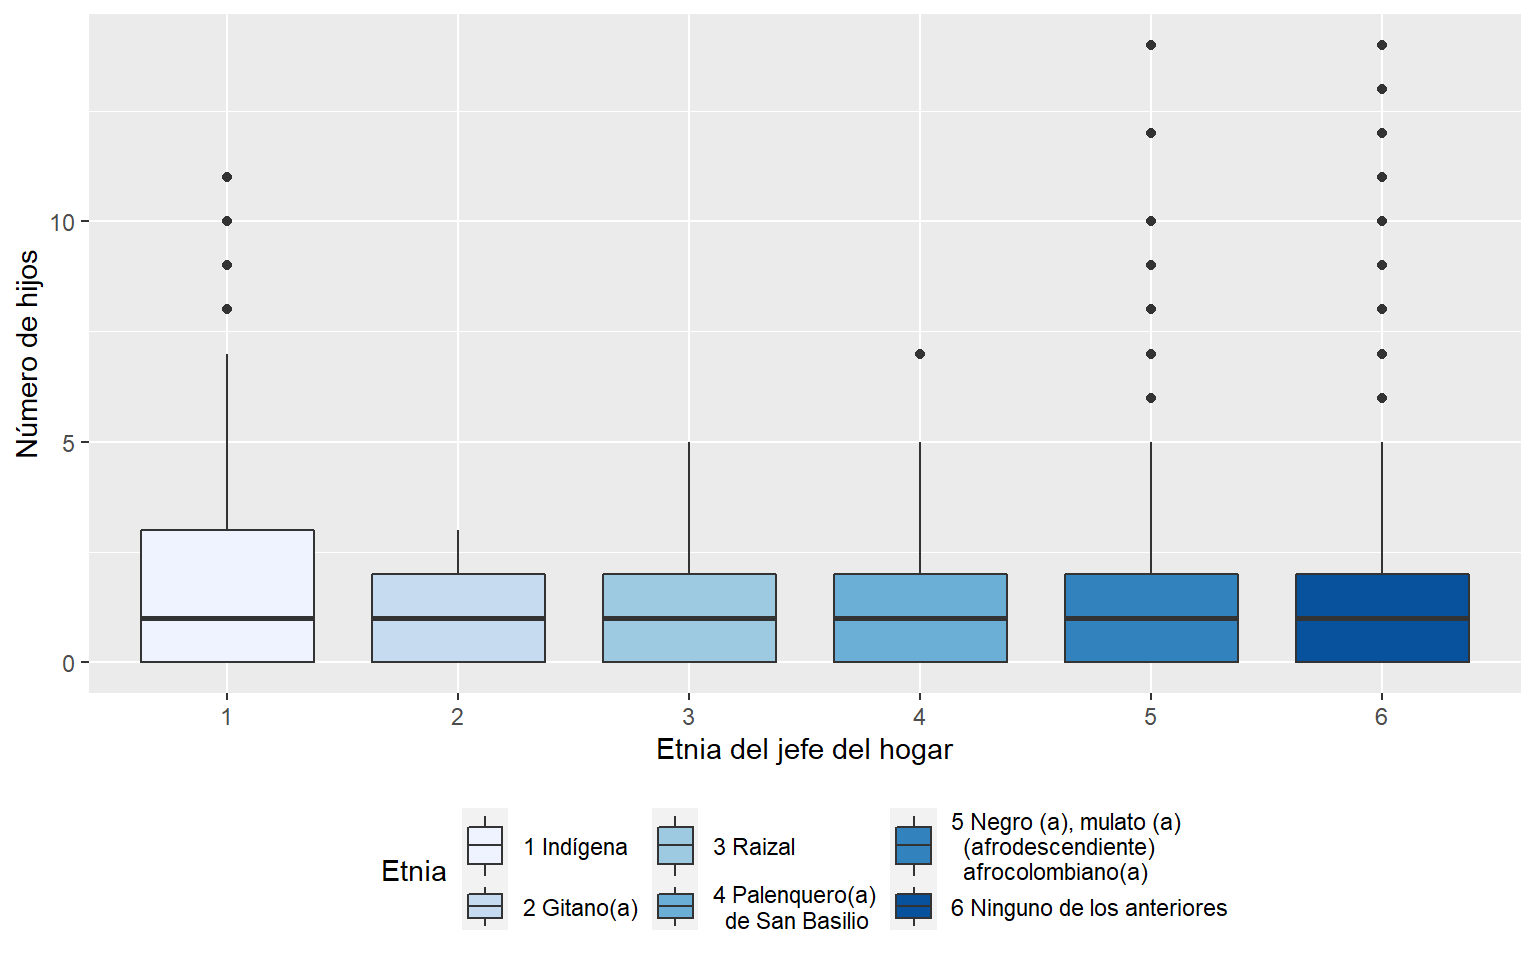 Número de hijos
10
5
0
1 2 3 4 5 6
Etnia del jefe del hogar
Etnia
1 Indígena
2 Gitano(a)
3 Raizal
4 Palenquero(a)
de San Basilio
5 Negro (a), mulato (a)
(afrodescendiente)
afrocolombiano(a)
6 Ninguno de los anteriores